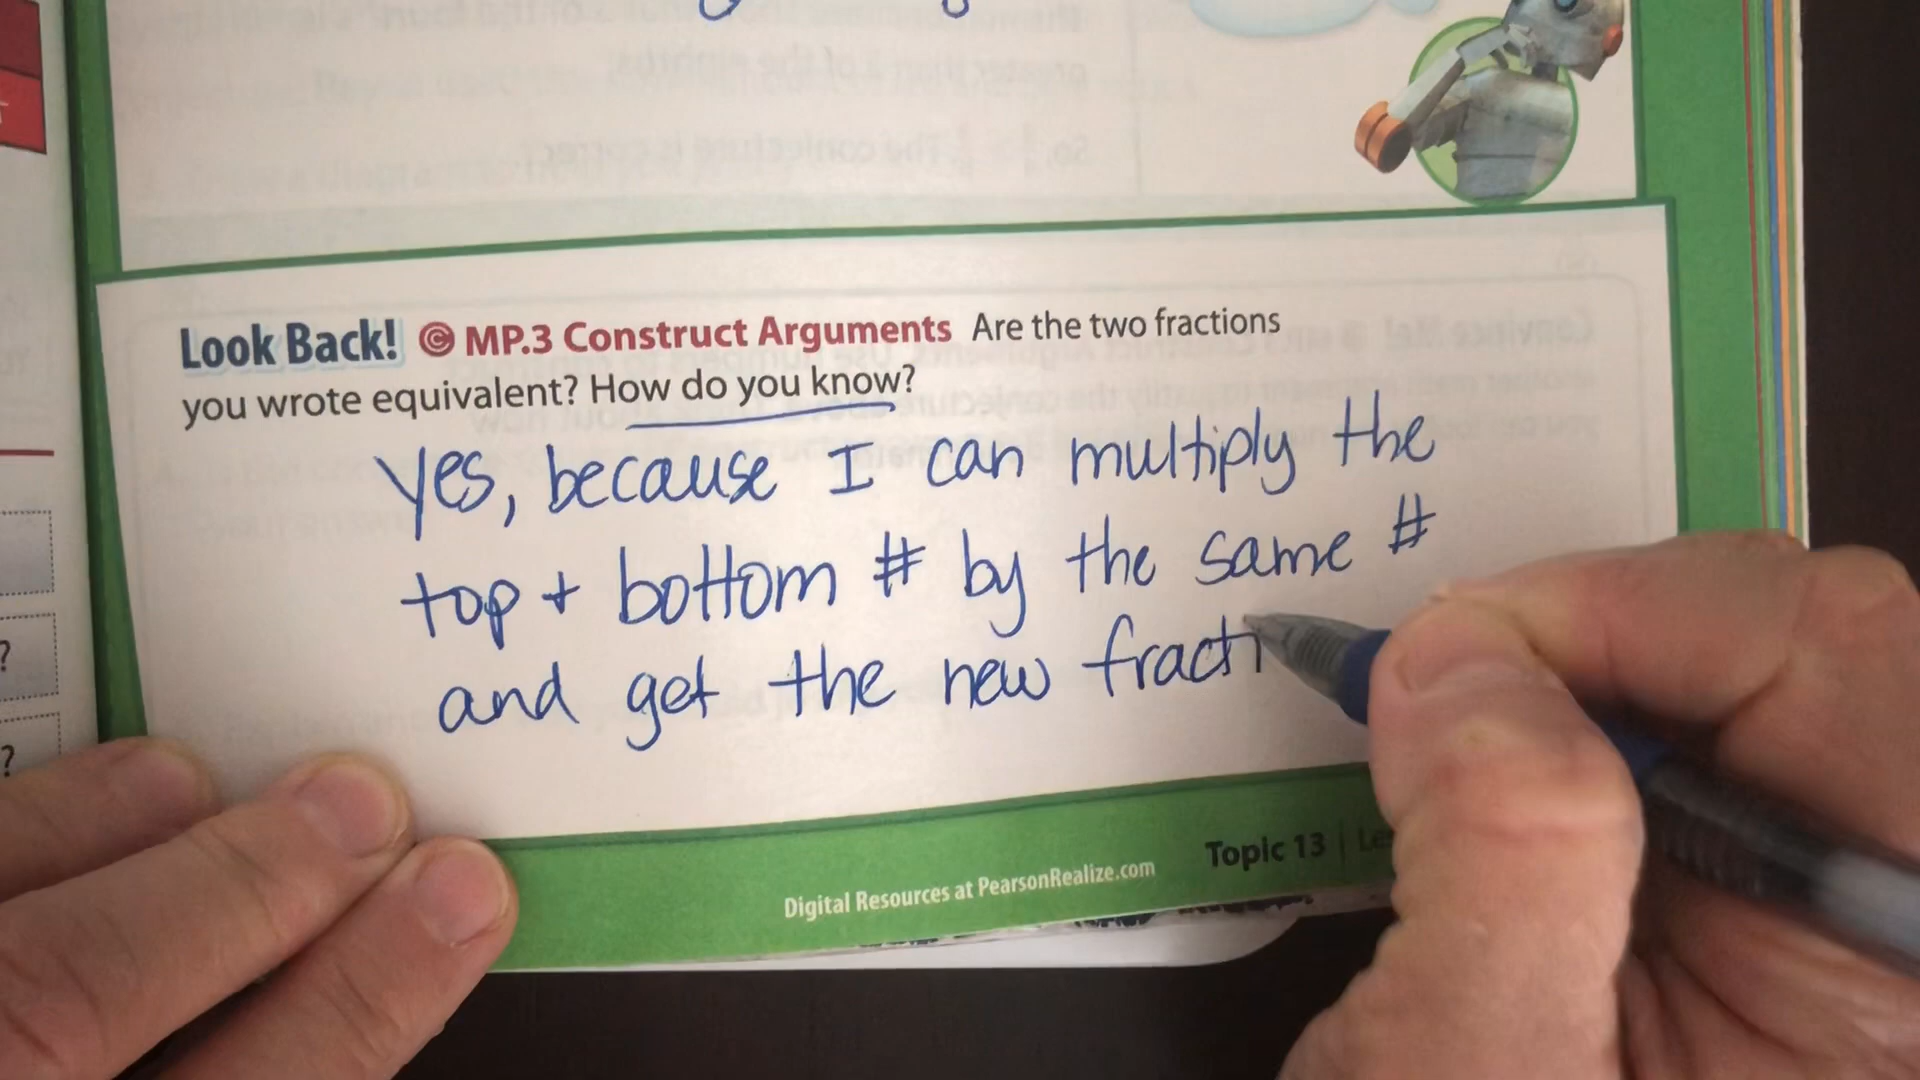 Look Back! © MP.3 Construct Arguments Are the two fractions
you wrote equivalent? How do you know?
Yes, because I can multiply the
top + bottom # by the same #
and get the new fracti
Digital Resources at PearsonRealize.com
Topic 13 | Le
?
?